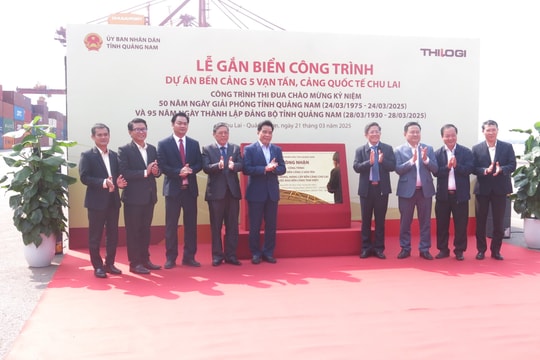 ỦY BAN NHÂN DÂN
TỈNH QUẢNG NAM
THILOGI
LỄ GẮN BIỂN CÔNG TRÌNH
DỰ ÁN BẾN CẢNG 5 VẠN TẤN, CẢNG QUỐC TẾ CHU LAI
CÔNG TRÌNH THI ĐUA CHÀO MỪNG KỶ NIỆM
50 NĂM NGÀY GIẢI PHÓNG TỈNH QUẢNG NAM (24/03/1975 - 24/03/2025)
VÀ 95 NĂM NGÀY THÀNH LẬP ĐẢNG BỘ TỈNH QUẢNG NAM (28/03/1930 - 28/03/2025)
Chu Lai - Quảng Nam, ngày 21 tháng 03 năm 2025